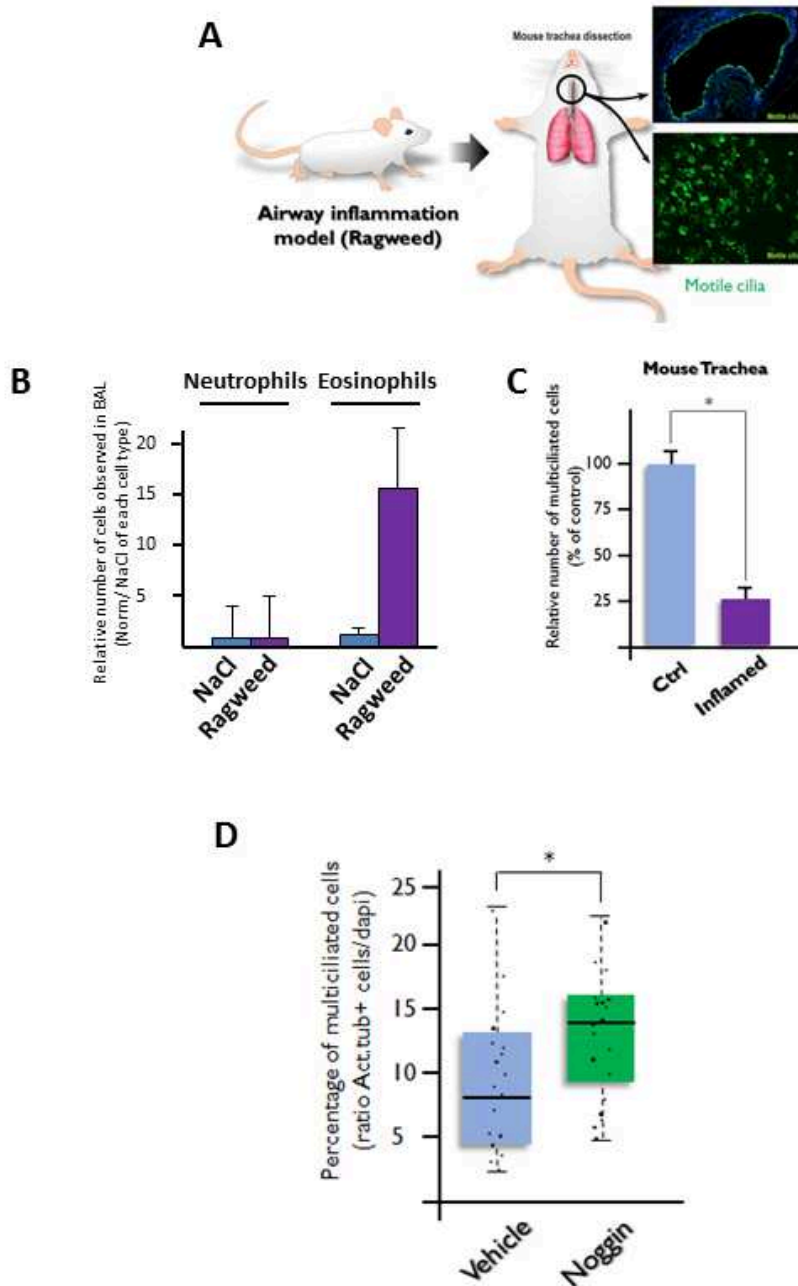 A
Mouse trachea dissection
Motile cilia
Airway inflammation
model (Ragweed)
Motile cilia
Motile cilia
B
Neutrophils Eosinophils
Relative number of cells observed in BAL
(Norm/ NaCl of each cell type)
20
15
10
5
NaCl
Ragweed
NaCl
Ragweed
C
Mouse Trachea
*
Relative number of multiciliated cells
(% of control)
100
75
50
25
Ctrl
Inflamed
D
*
Percentage of multiciliated cells
(ratio Act.tub+ cells/dapi)
25
20
15
10
5
Vehicle
Noggin